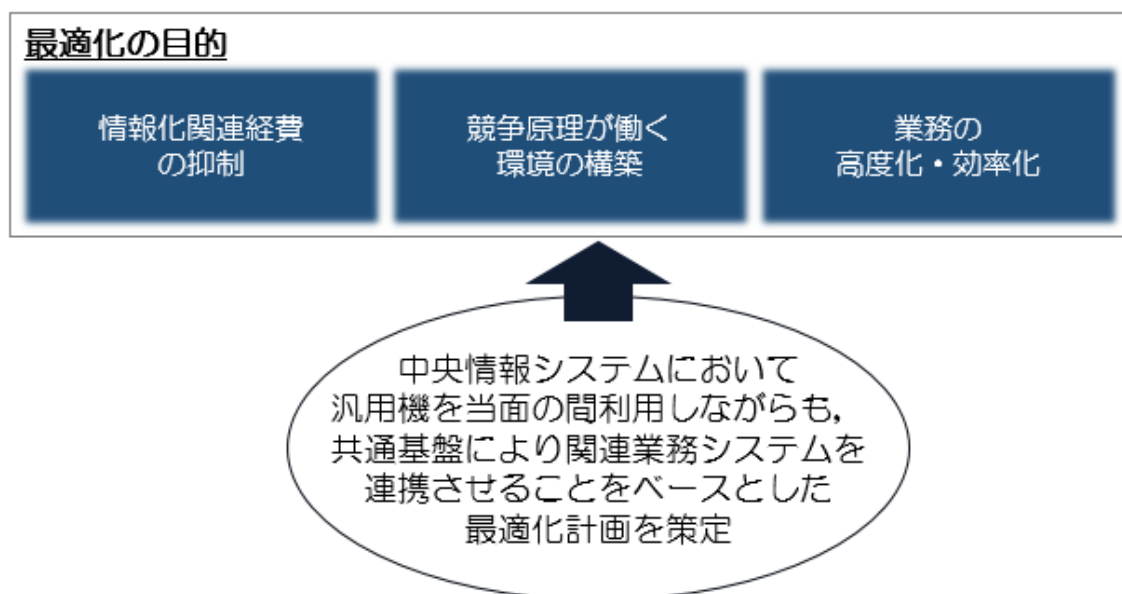 最適化の目的
情報化関連経費
の抑制
競争原理が働く
環境の構築
業務の
高度化・効率化
中央情報システムにおいて
汎用機を当面の間利用しながらも，
共通基盤により関連業務システムを
連携させることをベースとした
最適化計画を策定